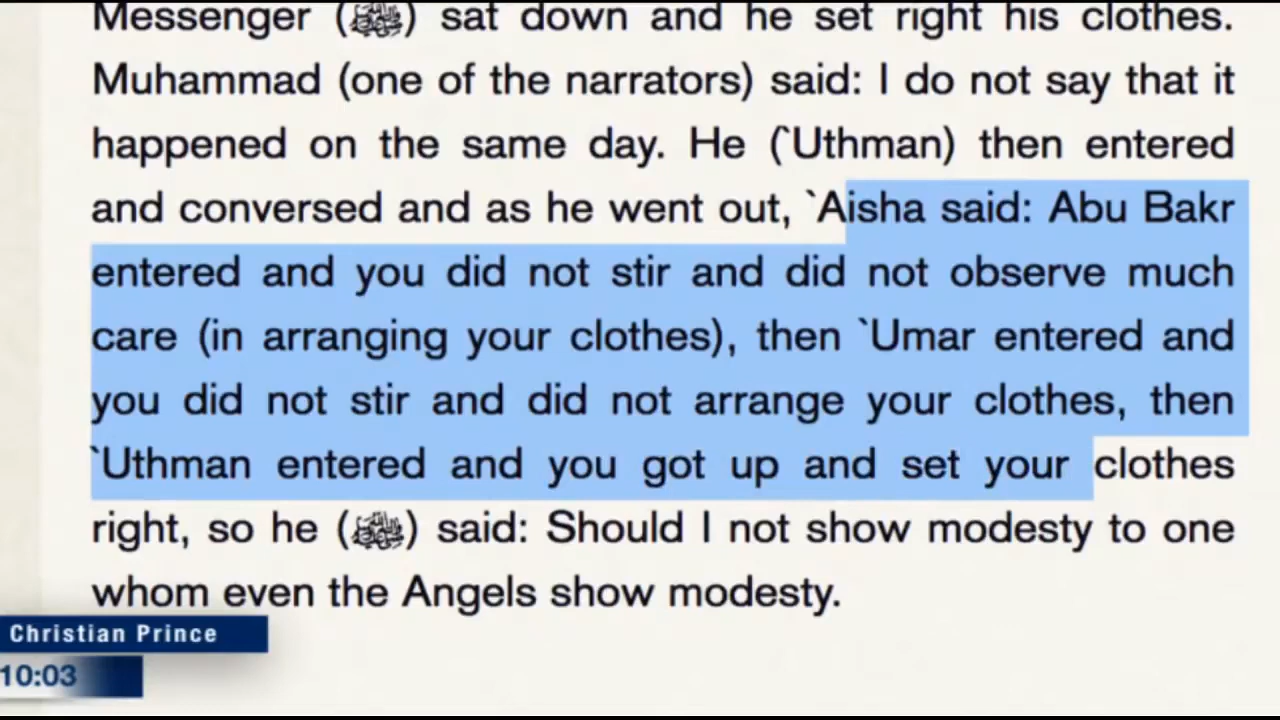 Messenger (ﷺ) sat down and he set right his clothes.
Muhammad (one of the narrators) said: I do not say that it
happened on the same day. He (`Uthman) then entered
and conversed and as he went out, `Aisha said: Abu Bakr
entered and you did not stir and did not observe much
care (in arranging your clothes), then `Umar entered and
you did not stir and did not arrange your clothes, then
`Uthman entered and you got up and set your clothes
right, so he (ﷺ) said: Should I not show modesty to one
whom even the Angels show modesty.
Christian Prince
10:03